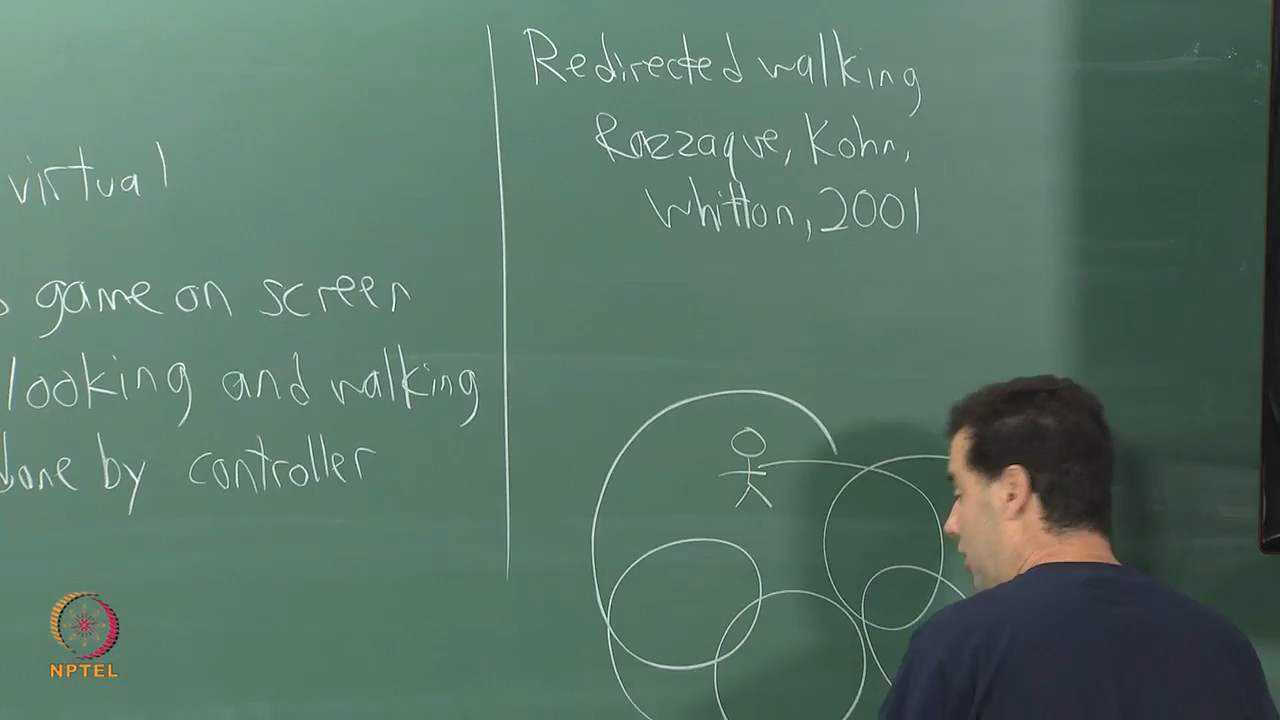 virtual
game on screen
looking and walking
done by controller
Redirected walking
Razzaque, Kohn,
Whitton, 2001
NPTEL